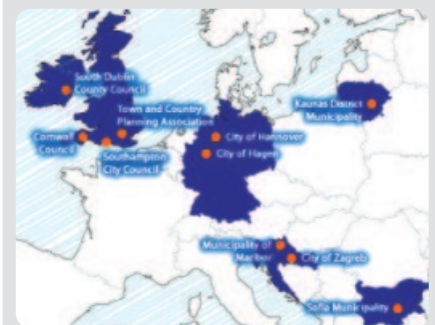 South Dublin
County Council
Town and Country
Planning Association
Cornwall
Council
Southampton
City Council
City of Hannover
City of Hagen
Kaunas District
Municipality
Municipality of
Maribor
City of Zagreb
Sofia Municipality